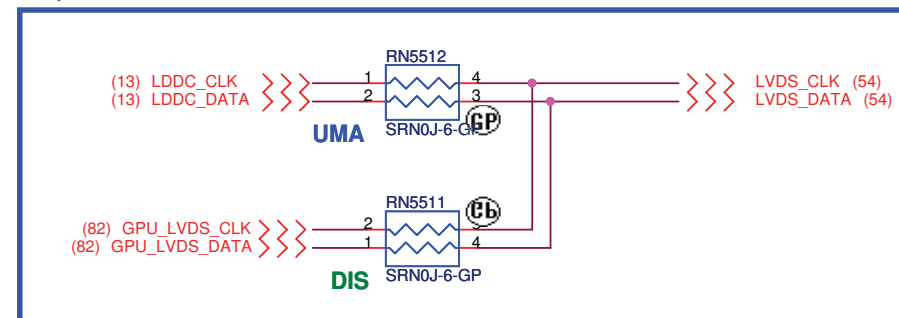 RN5512
(13) LDDC_CLK 1 4 LVDS_CLK (54)
(13) LDDC_DATA 2 3 LVDS_DATA (54)
UMA SRN0J-6-GP
GP
RN5511
(82) GPU_LVDS_CLK 2
(82) GPU_LVDS_DATA 1 4
DIS SRN0J-6-GP